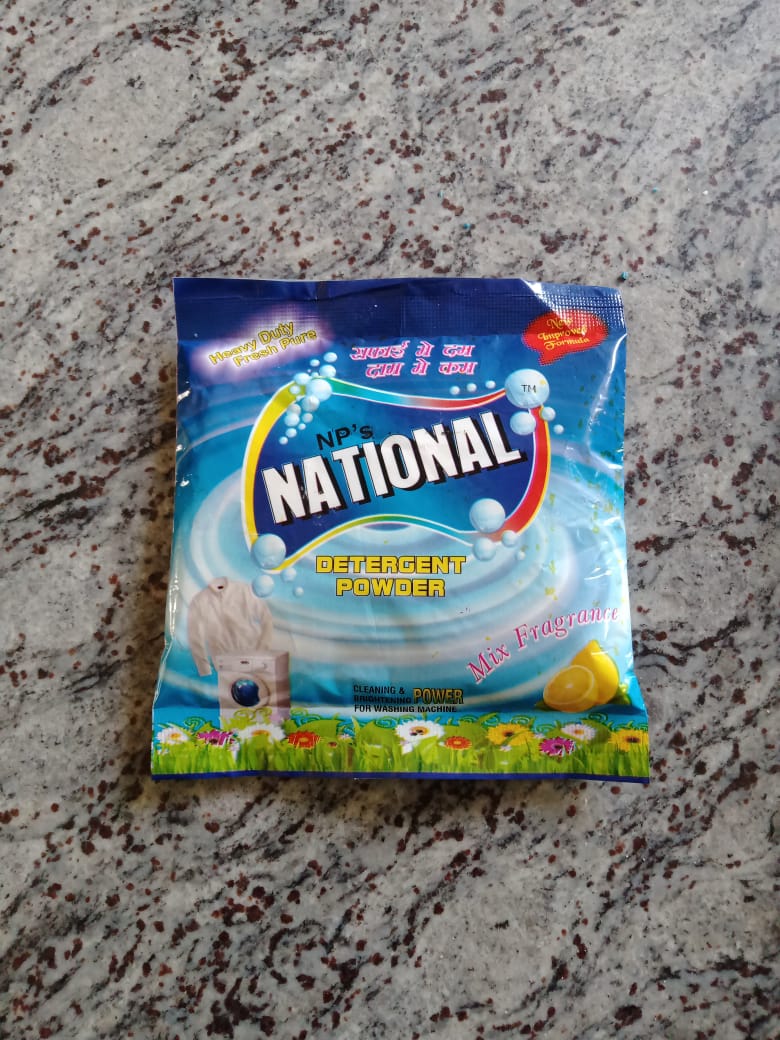 Heavy Duty
Fresh Pure
सफाई मे दम
दाम मे कम
New
Improved
Formula
TM
NP's
NATIONAL
DETERGENT
POWDER
Mix Fragrance
CLEANING &
BRIGHTENING POWER
FOR WASHING MACHINE